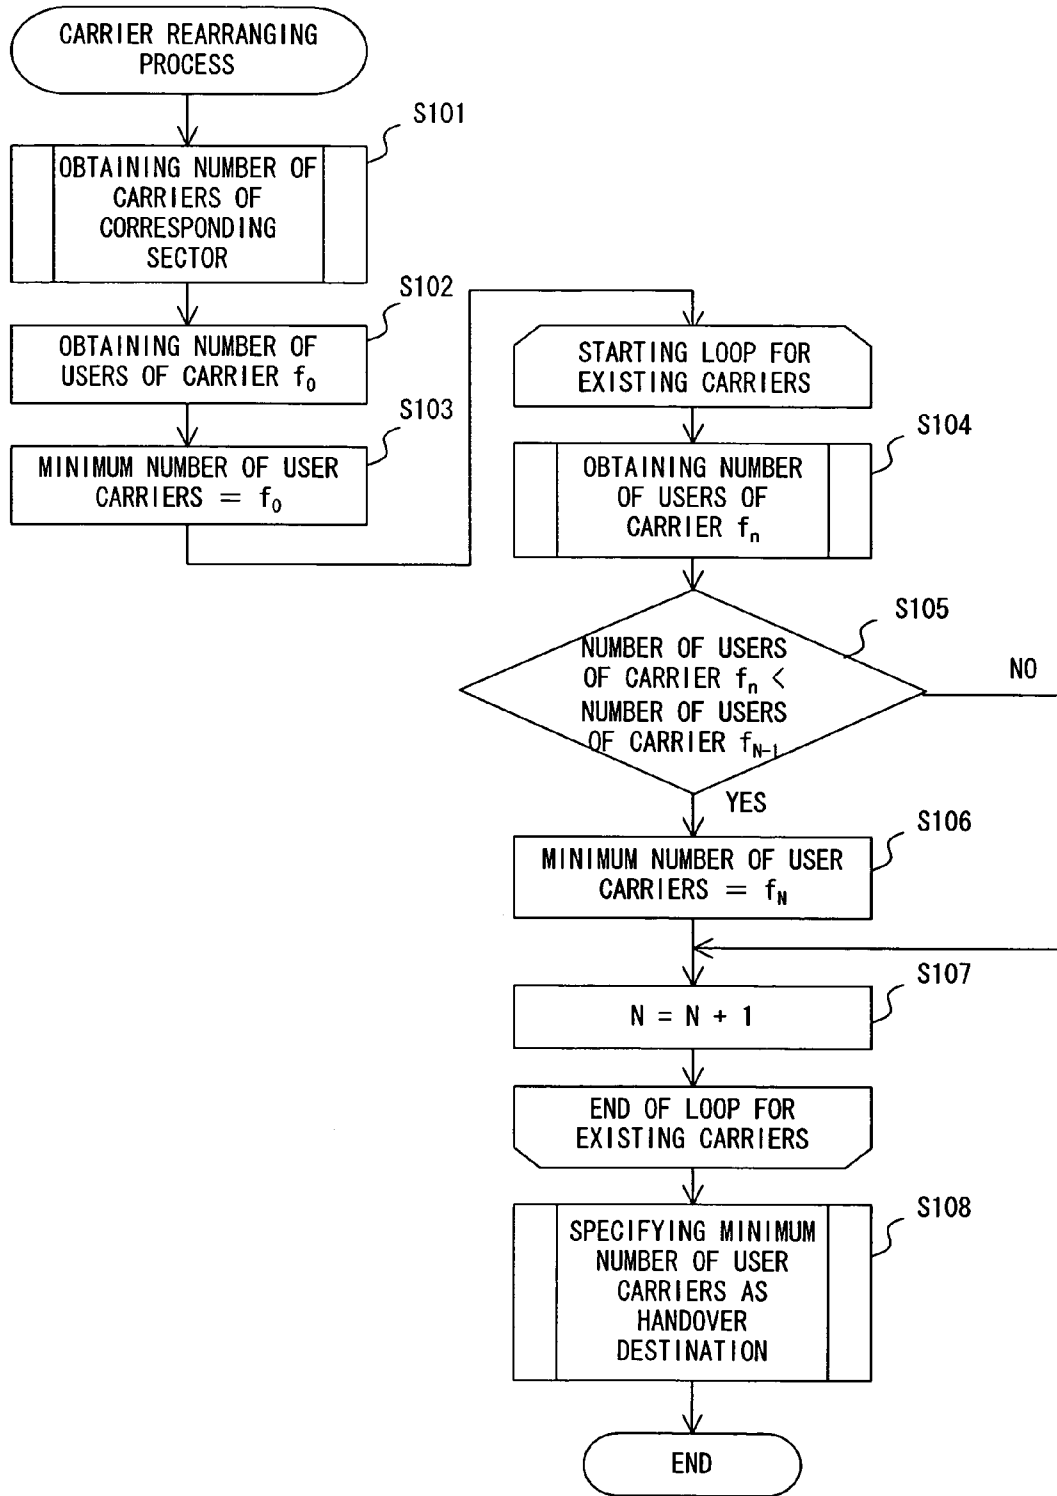 CARRIER REARRANGING
PROCESS
S101
OBTAINING NUMBER OF
CARRIERS OF
CORRESPONDING
SECTOR
S102
OBTAINING NUMBER OF
USERS OF CARRIER f₀
S103
MINIMUM NUMBER OF USER
CARRIERS = f₀
STARTING LOOP FOR
EXISTING CARRIERS
S104
OBTAINING NUMBER
OF USERS OF
CARRIER fₙ
S105
NUMBER OF USERS
OF CARRIER fₙ <
NUMBER OF USERS
OF CARRIER f_{N-1}
NO
YES
S106
MINIMUM NUMBER OF USER
CARRIERS = f_N
S107
N = N + 1
END OF LOOP FOR
EXISTING CARRIERS
S108
SPECIFYING MINIMUM
NUMBER OF USER
CARRIERS AS
HANDOVER
DESTINATION
END